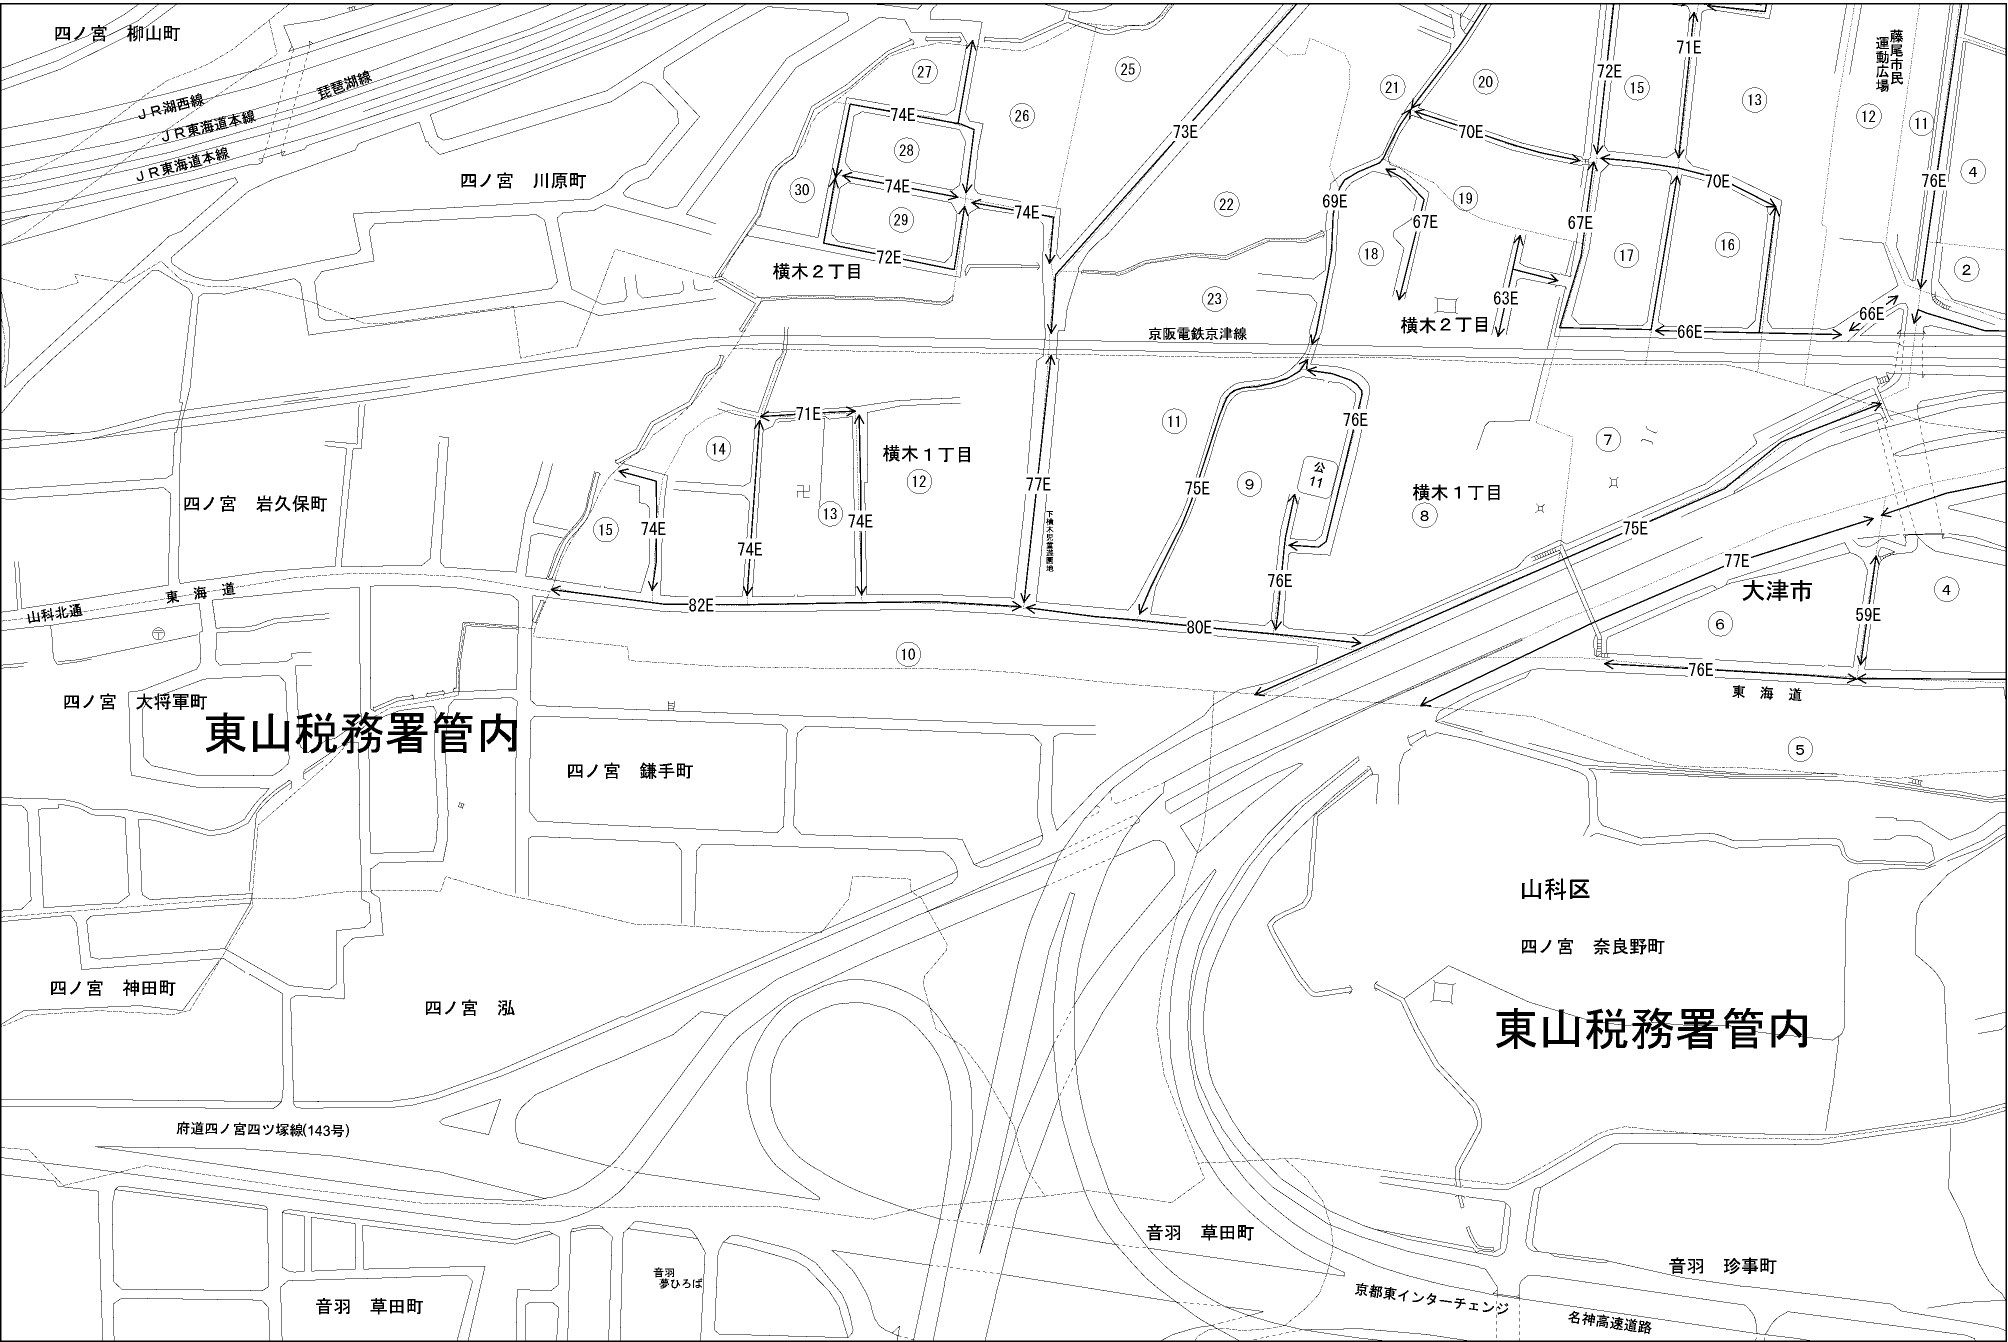 四ノ宮　柳山町
ＪＲ湖西線
琵琶湖線
ＪＲ東海道本線
ＪＲ東海道本線
四ノ宮　川原町
27
25
26
28
30
29
74E
74E
74E
72E
73E
横木２丁目
21
20
22
23
19
18
69E
70E
67E
63E
横木２丁目
72E
71E
15
13
藤尾市民
運動広場
12
11
4
76E
70E
67E
17
16
2
66E
66E
京阪電鉄京津線
71E
14
横木１丁目
12
13
15
74E
74E
74E
77E
下横木児童遊園地
11
9
75E
76E
公
11
76E
横木１丁目
8
7
75E
77E
大津市
6
59E
4
76E
東海道
5
四ノ宮　岩久保町
山科北通
東海道
82E
80E
10
四ノ宮　大将軍町
東山税務署管内
四ノ宮　鎌手町
四ノ宮　神田町
四ノ宮　泓
山科区
四ノ宮　奈良野町
東山税務署管内
府道四ノ宮四ツ塚線(143号)
音羽　草田町
音羽
夢ひろば
音羽　草田町
音羽　珍事町
京都東インターチェンジ
名神高速道路